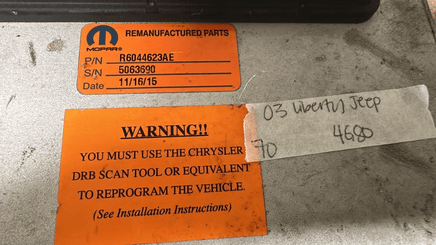 REMANUFACTURED PARTS
MOPAR®
P/N R6044623AE
S/N 5063690
Date 11/16/15
WARNING!!
YOU MUST USE THE CHRYSLER
DRB SCAN TOOL OR EQUIVALENT
TO REPROGRAM THE VEHICLE.
(See Installation Instructions)
03 liberty Jeep
70 4680